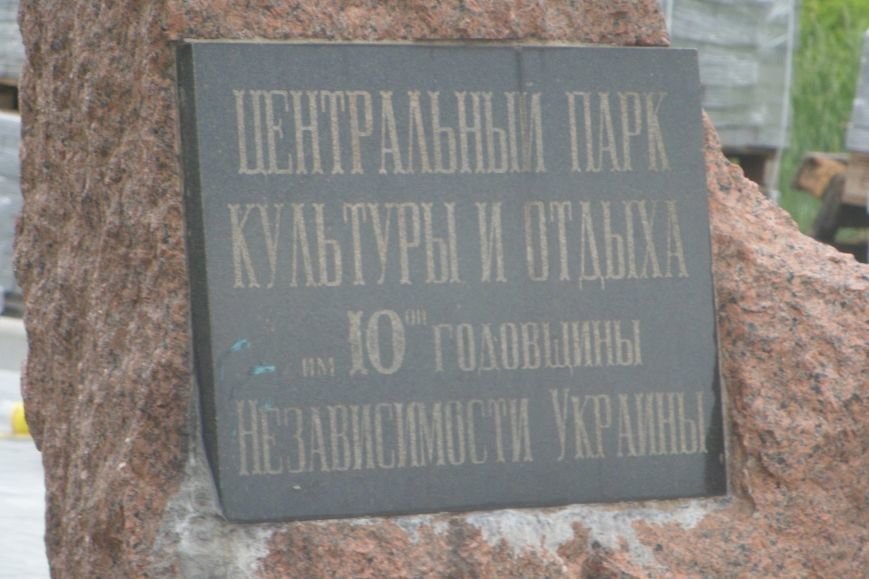 ЦЕНТРАЛЬНЫЙ ПАРК
КУЛЬТУРЫ И ОТДЫХА
им 10ой годовщины
Независимости Украины